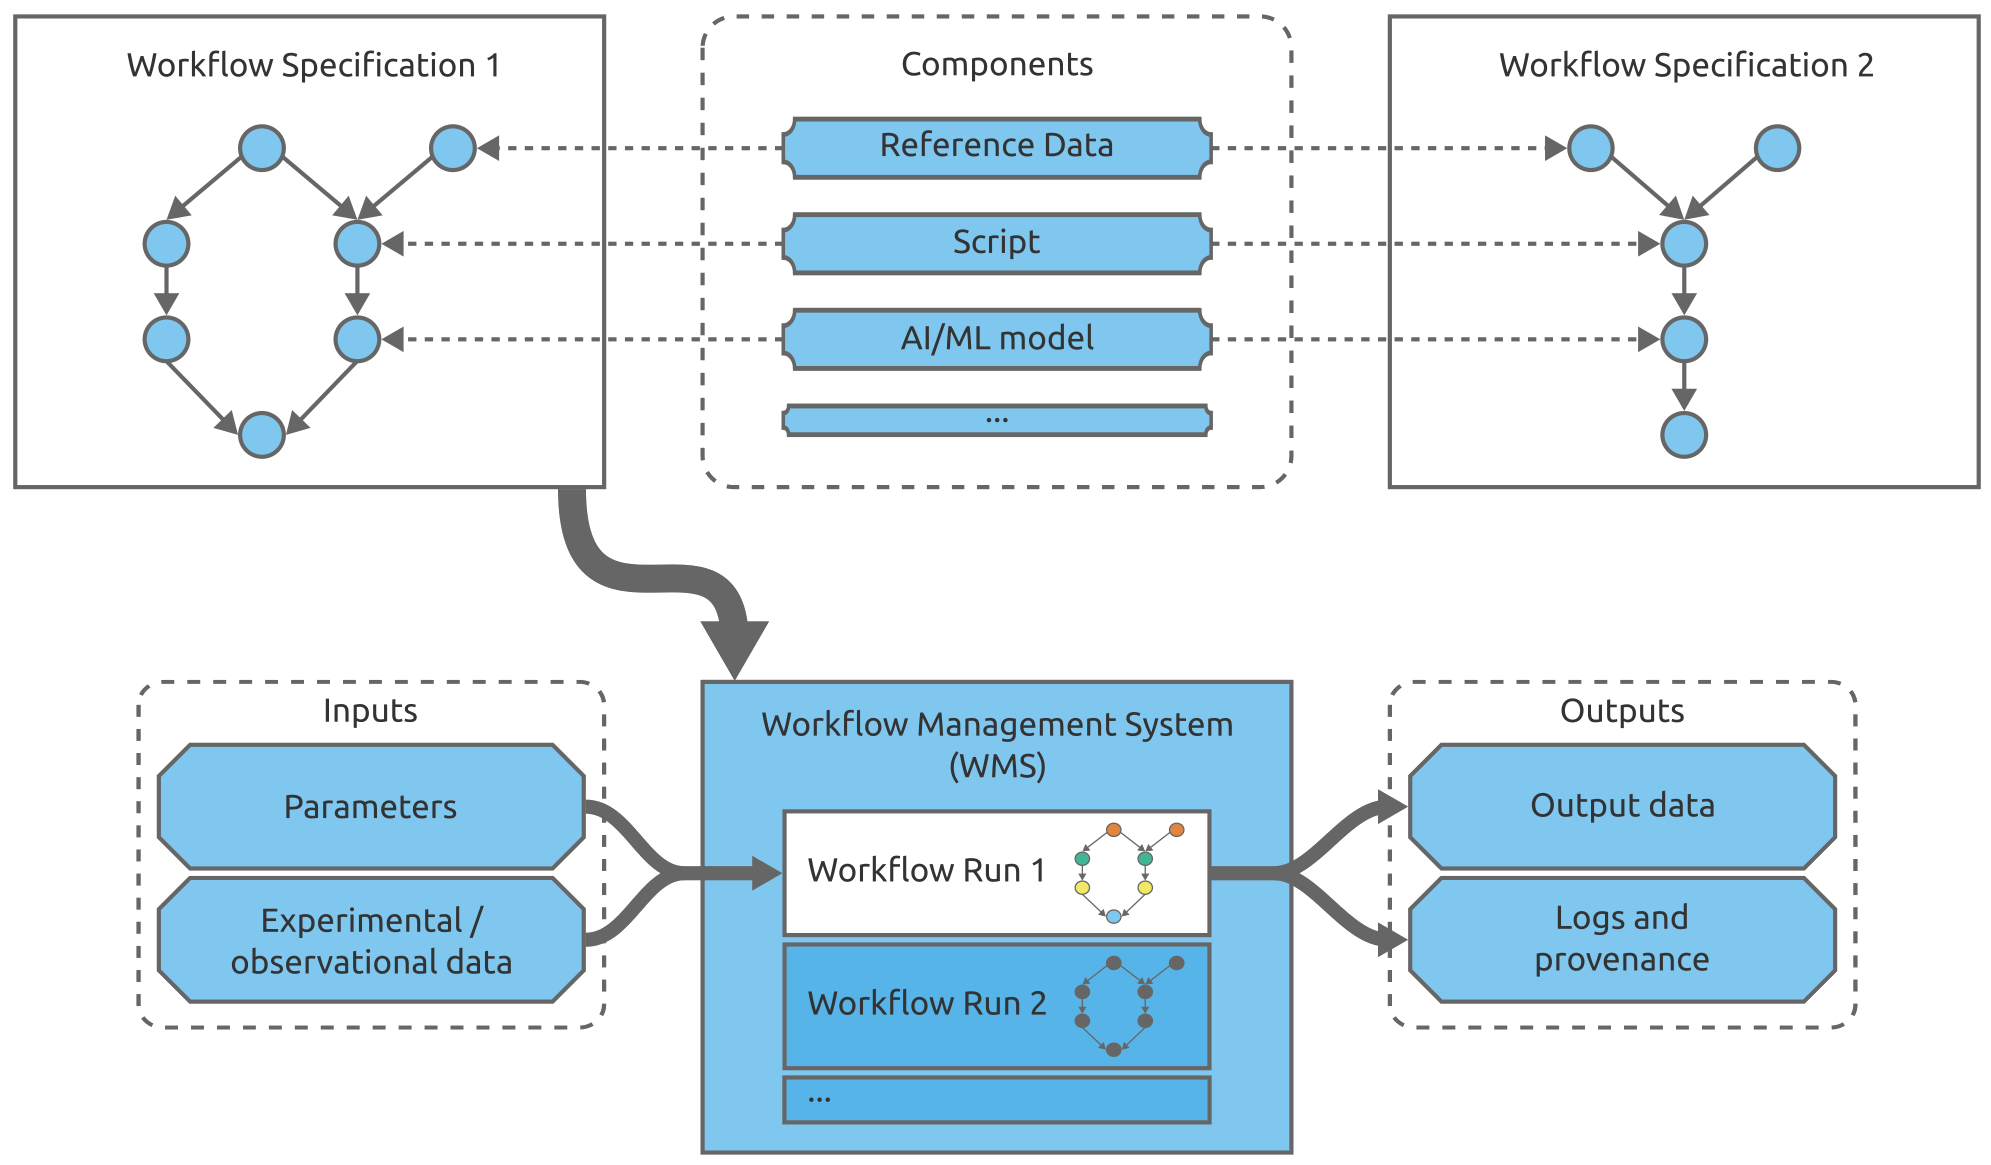 Workflow Specification 1
Components
Reference Data
Script
AI/ML model
...
Workflow Specification 2
Inputs
Parameters
Experimental /
observational data
Workflow Management System
(WMS)
Workflow Run 1
Workflow Run 2
...
Outputs
Output data
Logs and
provenance